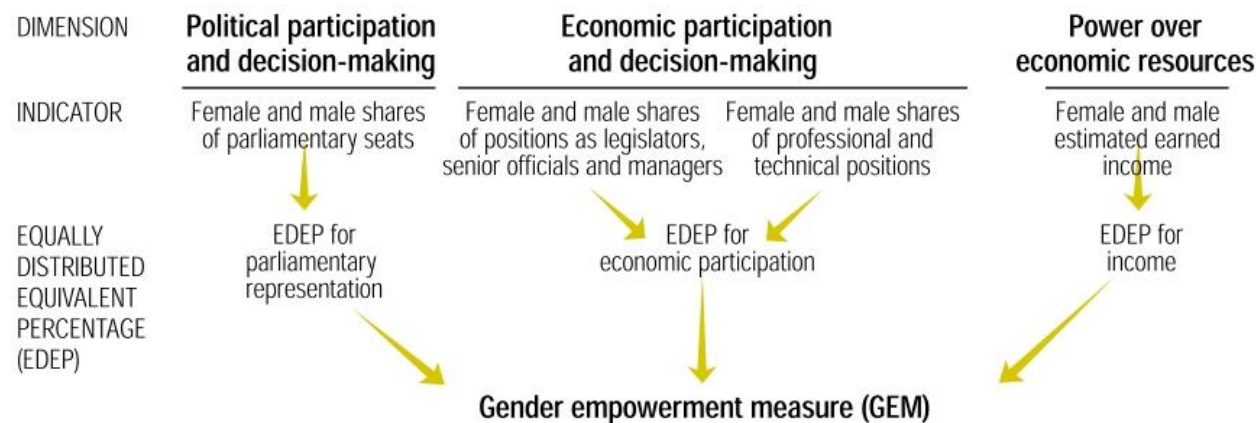 DIMENSION
Political participation
and decision-making
Economic participation
and decision-making
Power over
economic resources
INDICATOR
Female and male shares
of parliamentary seats
Female and male shares
of positions as legislators,
senior officials and managers
Female and male shares
of professional and
technical positions
Female and male
estimated earned
income
EQUALLY
DISTRIBUTED
EQUIVALENT
PERCENTAGE
(EDEP)
EDEP for
parliamentary
representation
EDEP for
economic participation
EDEP for
income
Gender empowerment measure (GEM)